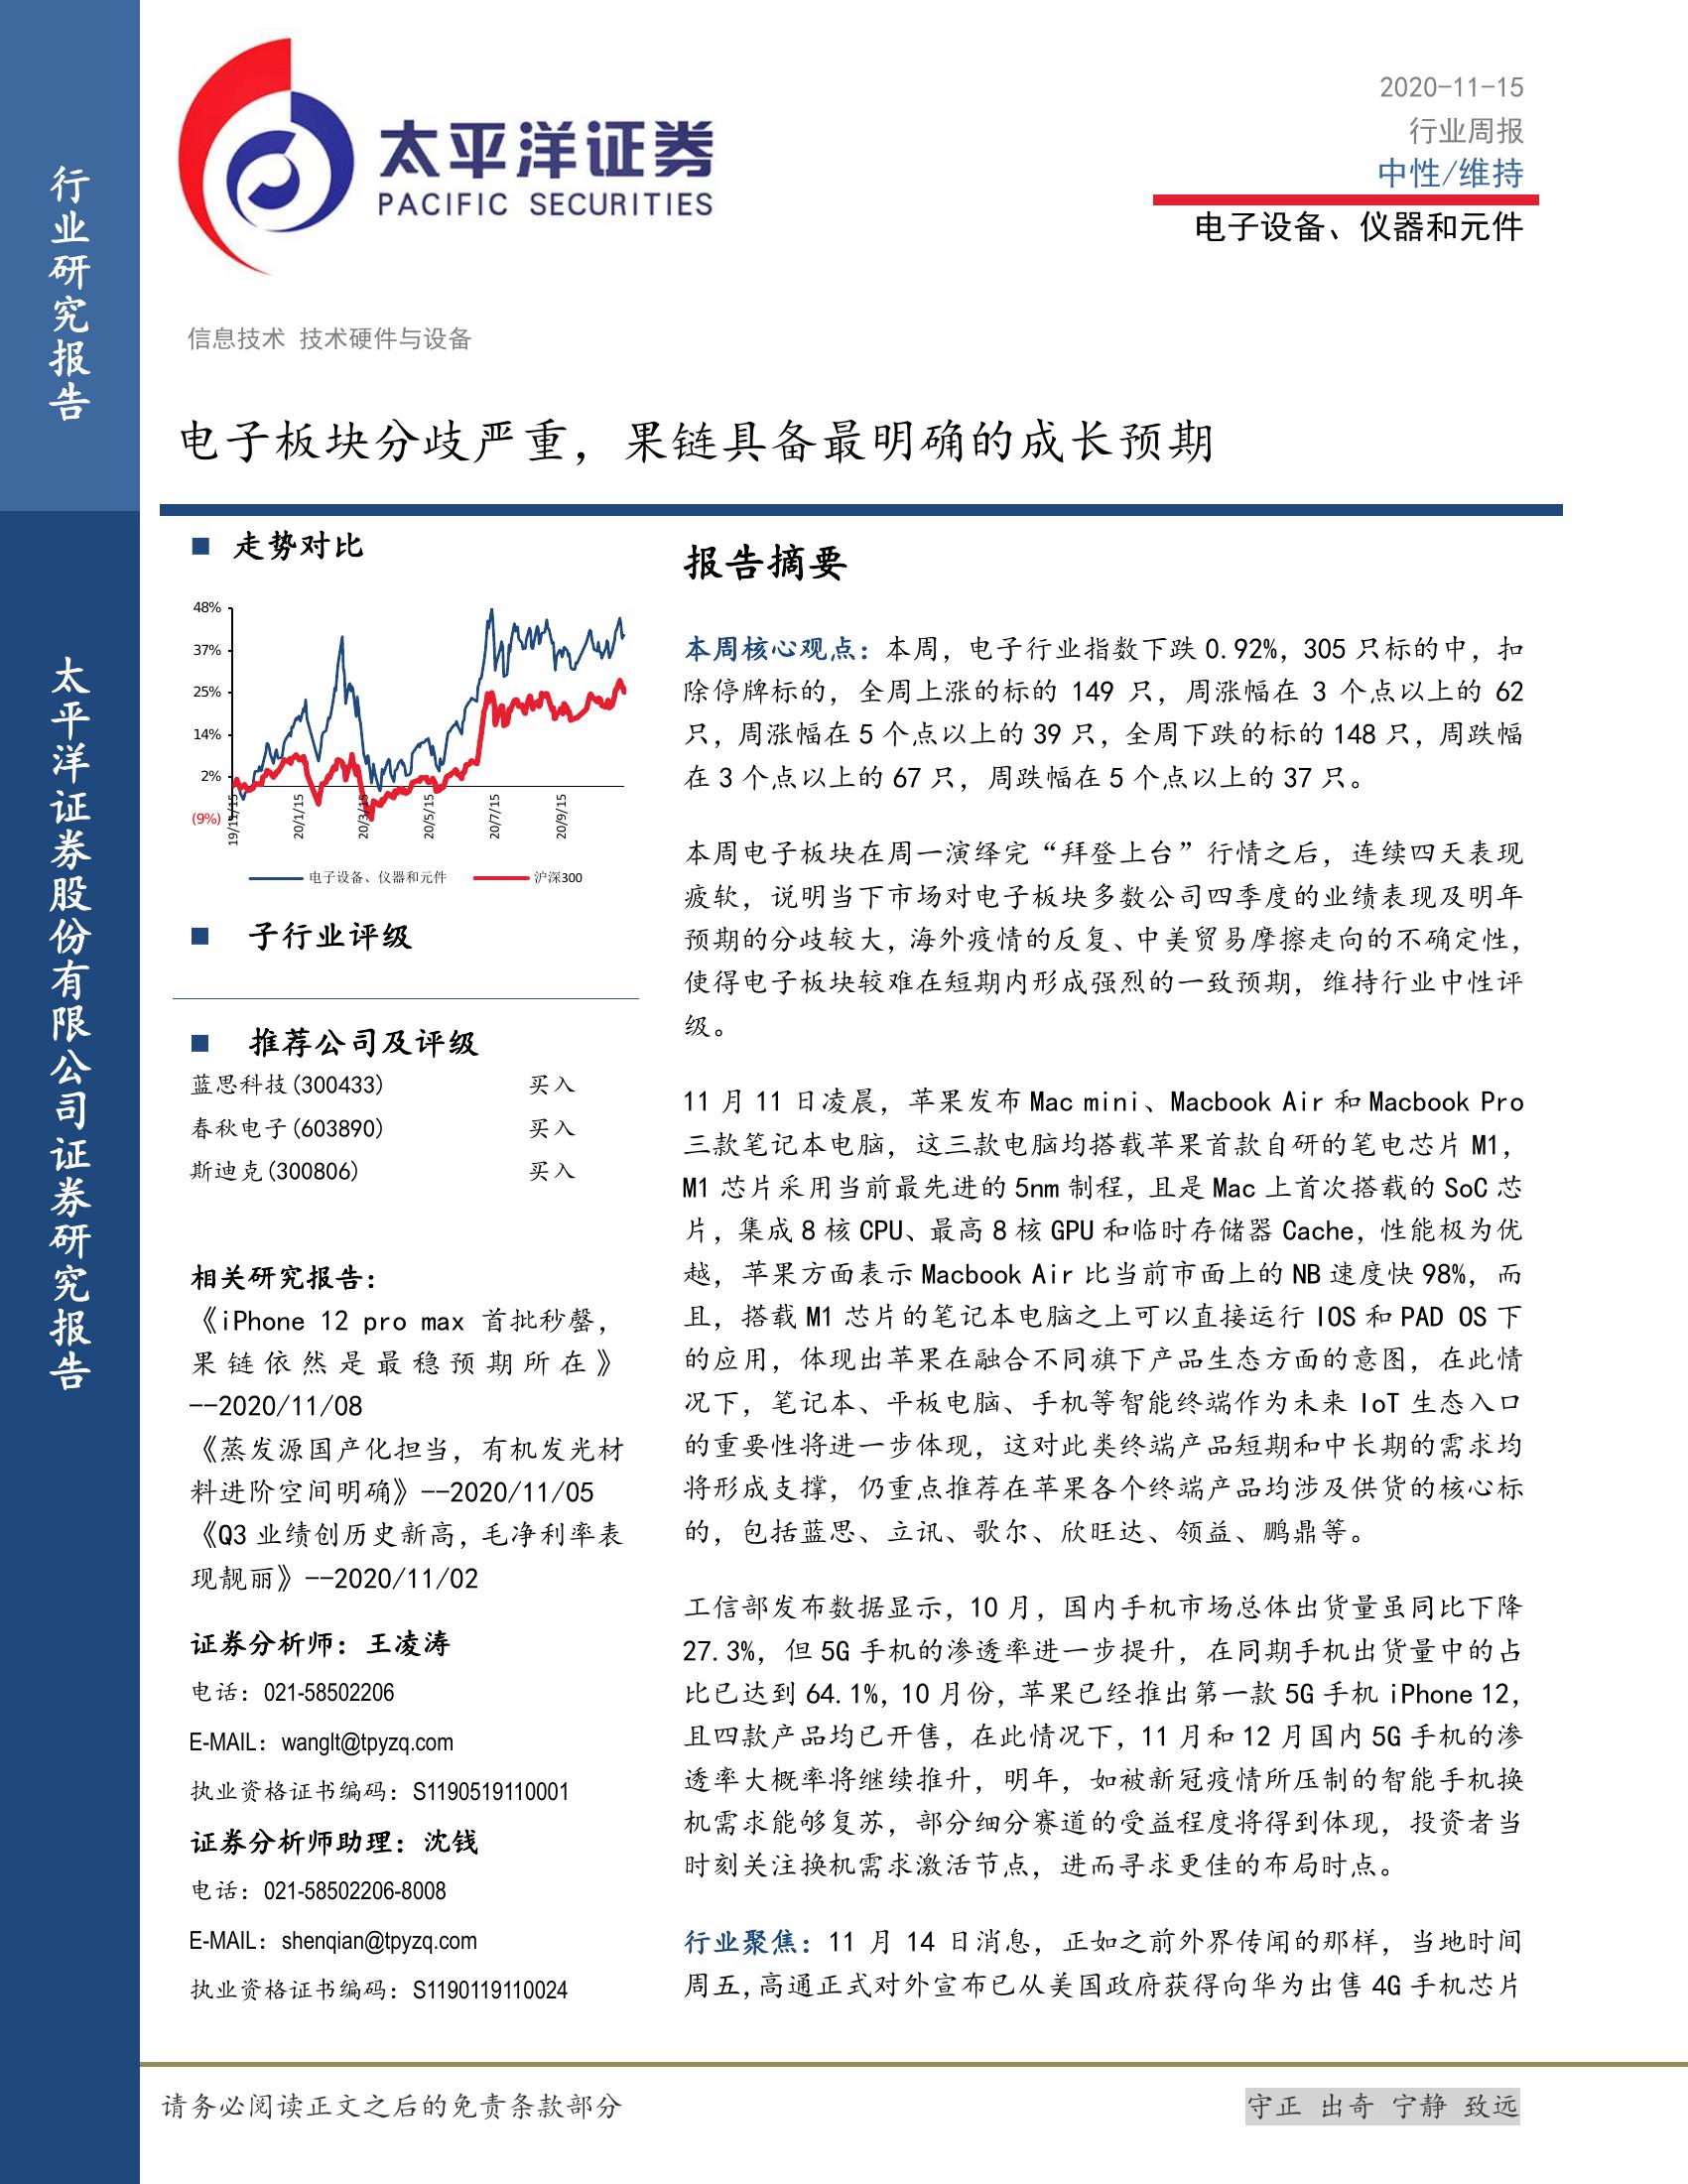 行业研究报告
太平洋证券股份有限公司证券研究报告
太平洋证券
PACIFIC SECURITIES
2020-11-15
行业周报
中性/维持
电子设备、仪器和元件
信息技术 技术硬件与设备
电子板块分歧严重，果链具备最明确的成长预期
■ 走势对比
48%
37%
25%
14%
2%
(9%)
19/11/15
20/1/15
20/3/15
20/5/15
20/7/15
20/9/15
电子设备、仪器和元件 沪深300
■ 子行业评级
■ 推荐公司及评级
蓝思科技(300433) 买入
春秋电子(603890) 买入
斯迪克(300806) 买入
相关研究报告：
《iPhone 12 pro max 首批秒罄，
果链依然是最稳预期所在》
--2020/11/08
《蒸发源国产化担当，有机发光材
料进阶空间明确》--2020/11/05
《Q3 业绩创历史新高，毛净利率表
现靓丽》--2020/11/02
证券分析师：王凌涛
电话：021-58502206
E-MAIL：wanglt@tpyzq.com
执业资格证书编码：S1190519110001
证券分析师助理：沈钱
电话：021-58502206-8008
E-MAIL：shenqian@tpyzq.com
执业资格证书编码：S1190119110024
报告摘要
本周核心观点：本周，电子行业指数下跌 0.92%，305 只标的中，扣
除停牌标的，全周上涨的标的 149 只，周涨幅在 3 个点以上的 62
只，周涨幅在 5 个点以上的 39 只，全周下跌的标的 148 只，周跌幅
在 3 个点以上的 67 只，周跌幅在 5 个点以上的 37 只。
本周电子板块在周一演绎完“拜登上台”行情之后，连续四天表现
疲软，说明当下市场对电子板块多数公司四季度的业绩表现及明年
预期的分歧较大，海外疫情的反复、中美贸易摩擦走向的不确定性，
使得电子板块较难在短期内形成强烈的一致预期，维持行业中性评
级。
11 月 11 日凌晨，苹果发布 Mac mini、Macbook Air 和 Macbook Pro
三款笔记本电脑，这三款电脑均搭载苹果首款自研的笔电芯片 M1，
M1 芯片采用当前最先进的 5nm 制程，且是 Mac 上首次搭载的 SoC 芯
片，集成 8 核 CPU、最高 8 核 GPU 和临时存储器 Cache，性能极为优
越，苹果方面表示 Macbook Air 比当前市面上的 NB 速度快 98%，而
且，搭载 M1 芯片的笔记本电脑之上可以直接运行 IOS 和 PAD OS 下
的应用，体现出苹果在融合不同旗下产品生态方面的意图，在此情
况下，笔记本、平板电脑、手机等智能终端作为未来 IoT 生态入口
的重要性将进一步体现，这对此类终端产品短期和中长期的需求均
将形成支撑，仍重点推荐在苹果各个终端产品均涉及供货的核心标
的，包括蓝思、立讯、歌尔、欣旺达、领益、鹏鼎等。
工信部发布数据显示，10 月，国内手机市场总体出货量虽同比下降
27.3%，但 5G 手机的渗透率进一步提升，在同期手机出货量中的占
比已达到 64.1%，10 月份，苹果已经推出第一款 5G 手机 iPhone 12，
且四款产品均已开售，在此情况下，11 月和 12 月国内 5G 手机的渗
透率大概率将继续推升，明年，如被新冠疫情所压制的智能手机换
机需求能够复苏，部分细分赛道的受益程度将得到体现，投资者当
时刻关注换机需求激活节点，进而寻求更佳的布局时点。
行业聚焦：11 月 14 日消息，正如之前外界传闻的那样，当地时间
周五，高通正式对外宣布已从美国政府获得向华为出售 4G 手机芯片
请务必阅读正文之后的免责条款部分
守正 出奇 宁静 致远